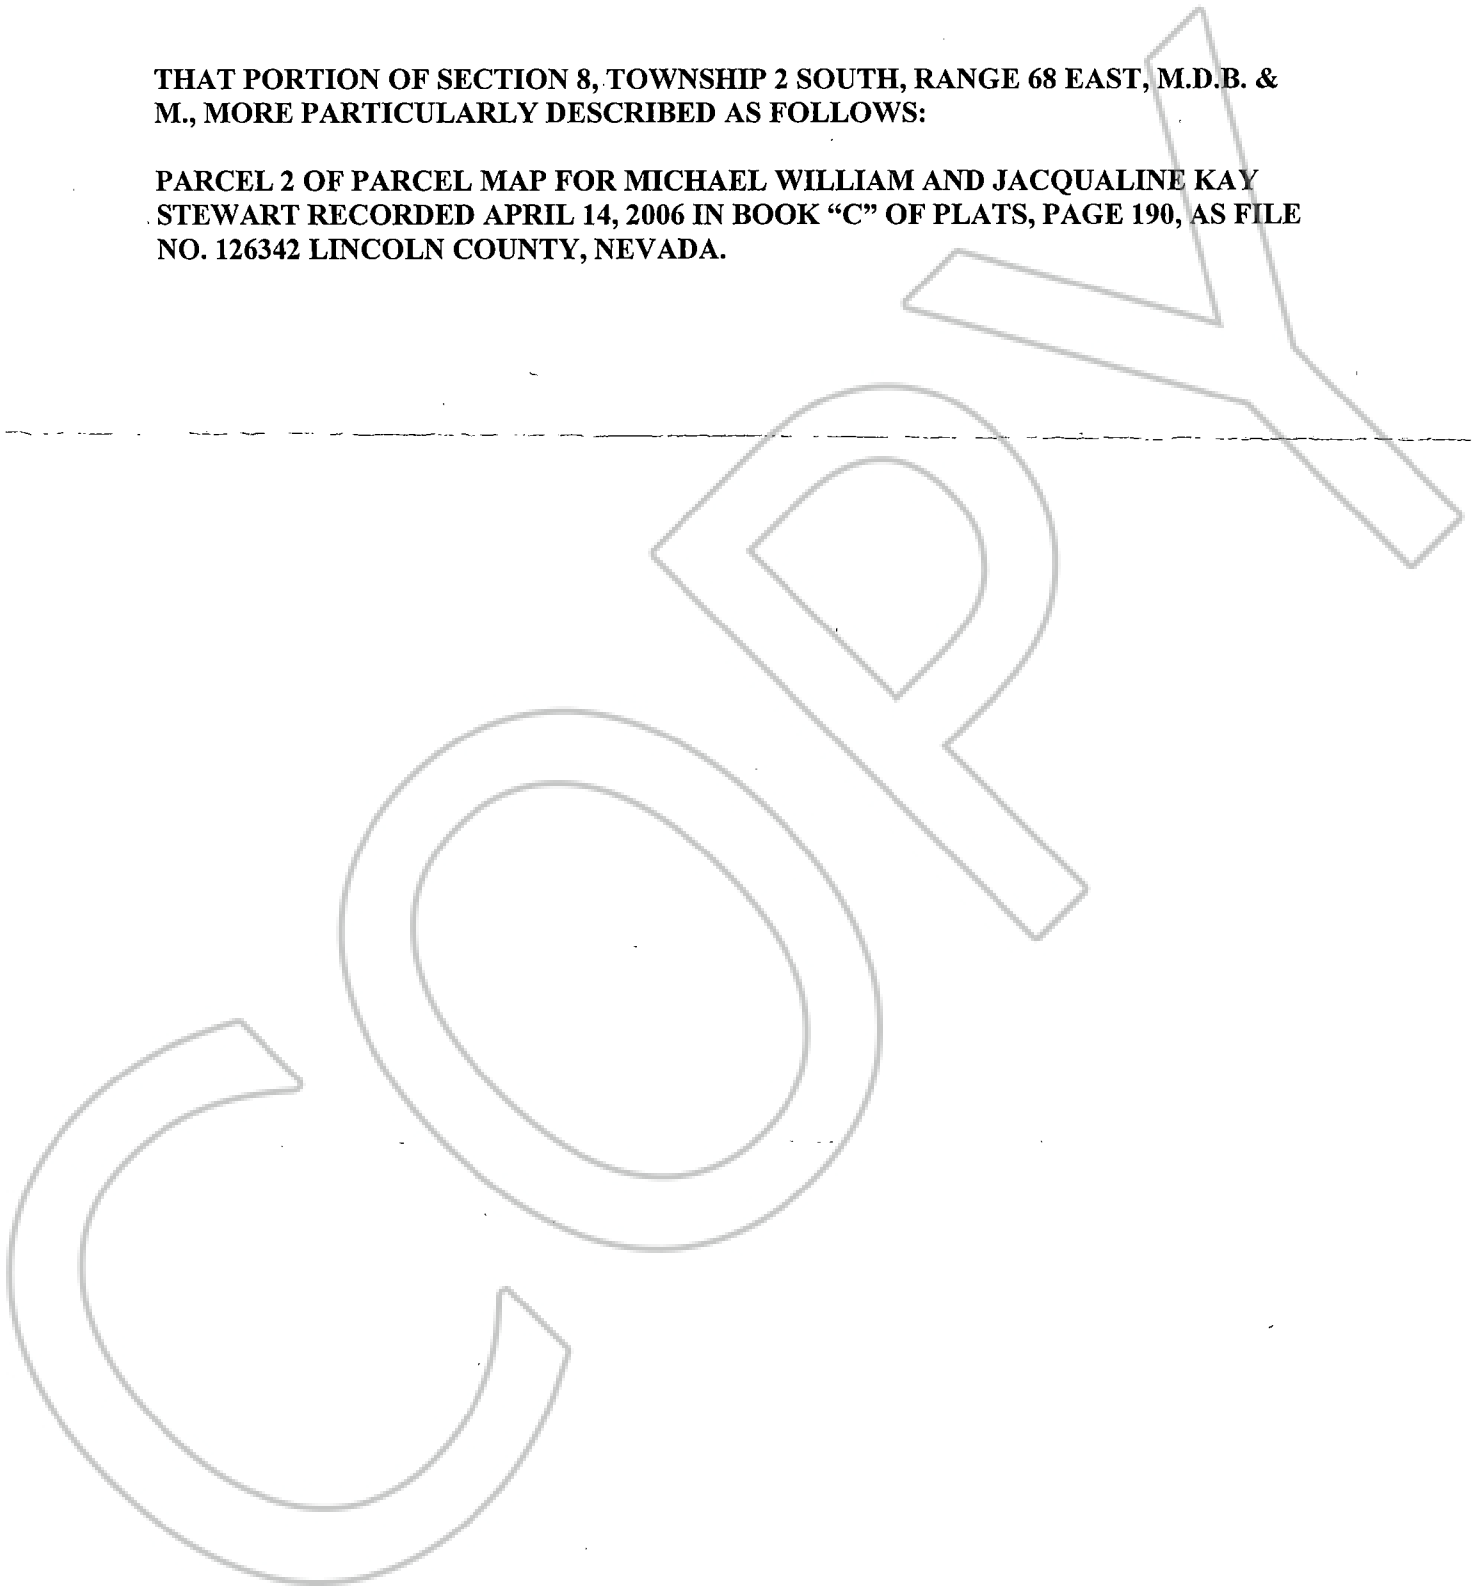 THAT PORTION OF SECTION 8, TOWNSHIP 2 SOUTH, RANGE 68 EAST, M.D.B. &
M., MORE PARTICULARLY DESCRIBED AS FOLLOWS:
PARCEL 2 OF PARCEL MAP FOR MICHAEL WILLIAM AND JACQUALINE KAY
STEWART RECORDED APRIL 14, 2006 IN BOOK “C” OF PLATS, PAGE 190, AS FILE
NO. 126342 LINCOLN COUNTY, NEVADA.
COPY